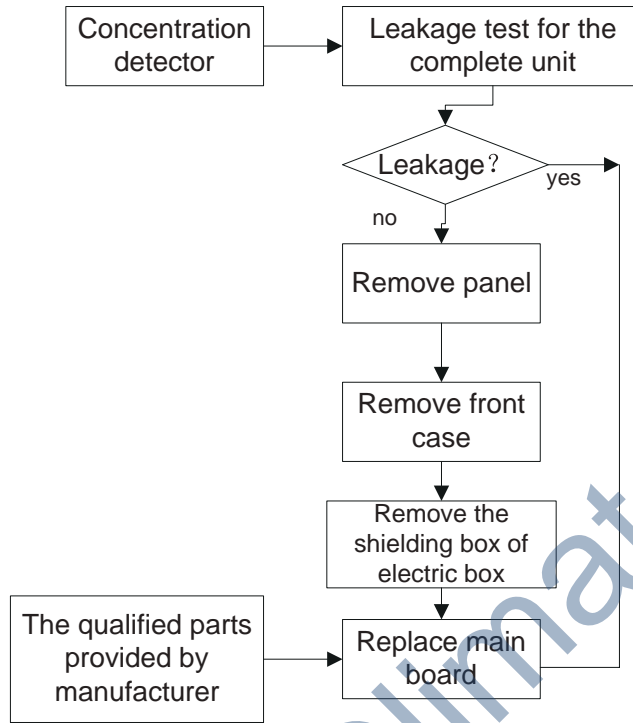 Concentration
detector
Leakage test for the
complete unit
Leakage？
yes
no
Remove panel
Remove front
case
Remove the
shielding box of
electric box
The qualified parts
provided by
manufacturer
Replace main
board
elimat